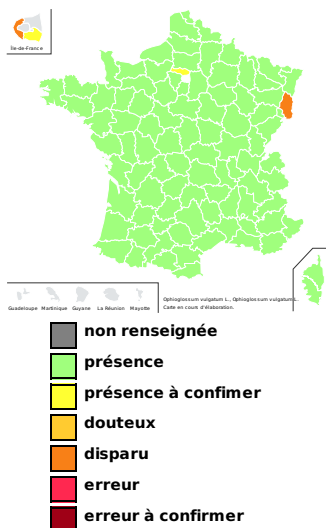 Île-de-France
Guadeloupe Martinique Guyane La Réunion Mayotte
Ophioglossum vulgatum L., Ophioglossum vulgatum L.
Carte en cours d'élaboration.
non renseignée
présence
présence à confimer
douteux
disparu
erreur
erreur à confirmer